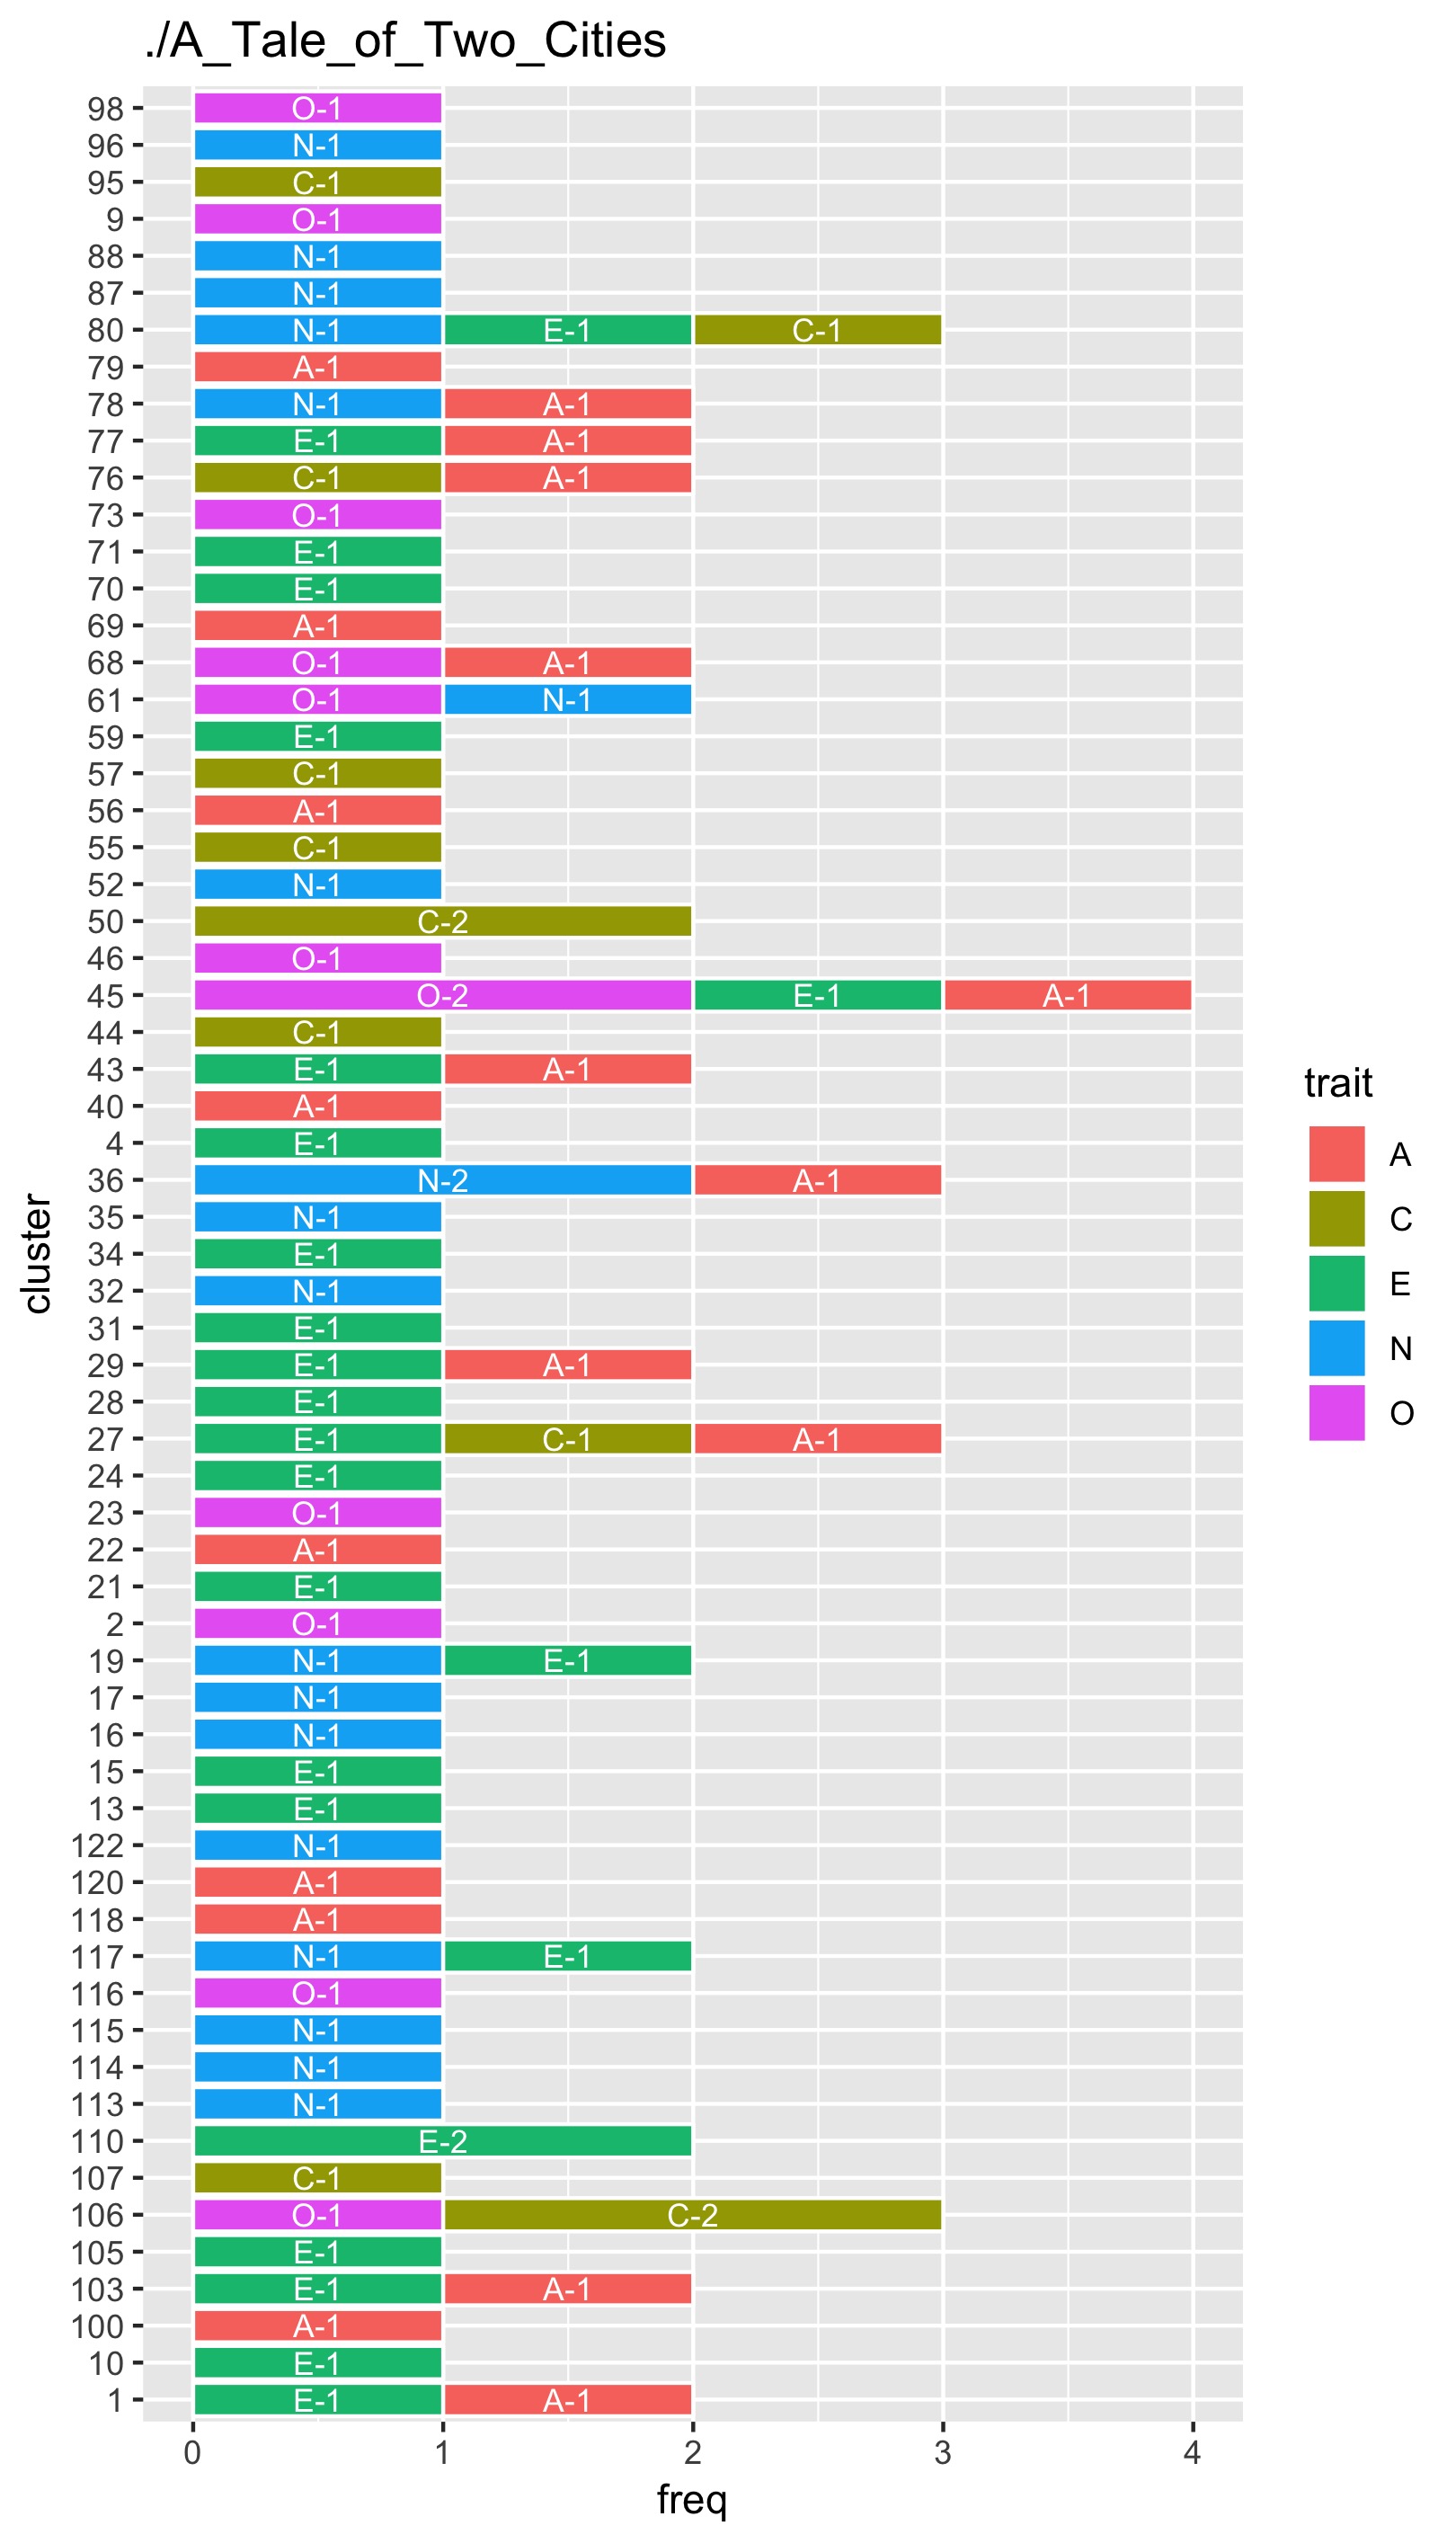 ./A_Tale_of_Two_Cities
98 O-1
96 N-1
95 C-1
9 O-1
88 N-1
87 N-1
80 N-1 E-1 C-1
79 A-1
78 N-1 A-1
77 E-1 A-1
76 C-1 A-1
73 O-1
71 E-1
70 E-1
69 A-1
68 O-1 A-1
61 O-1 N-1
59 E-1
57 C-1
56 A-1
55 C-1
52 N-1
50 C-2
46 O-1
45 O-2 E-1 A-1
44 C-1
43 E-1 A-1
40 A-1
4 E-1
36 N-2 A-1
35 N-1
34 E-1
32 N-1
31 E-1
29 E-1 A-1
28 E-1
27 E-1 C-1 A-1
24 E-1
23 O-1
22 A-1
21 E-1
2 O-1
19 N-1 E-1
17 N-1
16 N-1
15 E-1
13 E-1
122 N-1
120 A-1
118 A-1
117 N-1 E-1
116 O-1
115 N-1
114 N-1
113 N-1
110 E-2
107 C-1
106 O-1 C-2
105 E-1
103 E-1 A-1
100 A-1
10 E-1
1 E-1 A-1
0 1 2 3 4
freq
cluster
trait
A
C
E
N
O